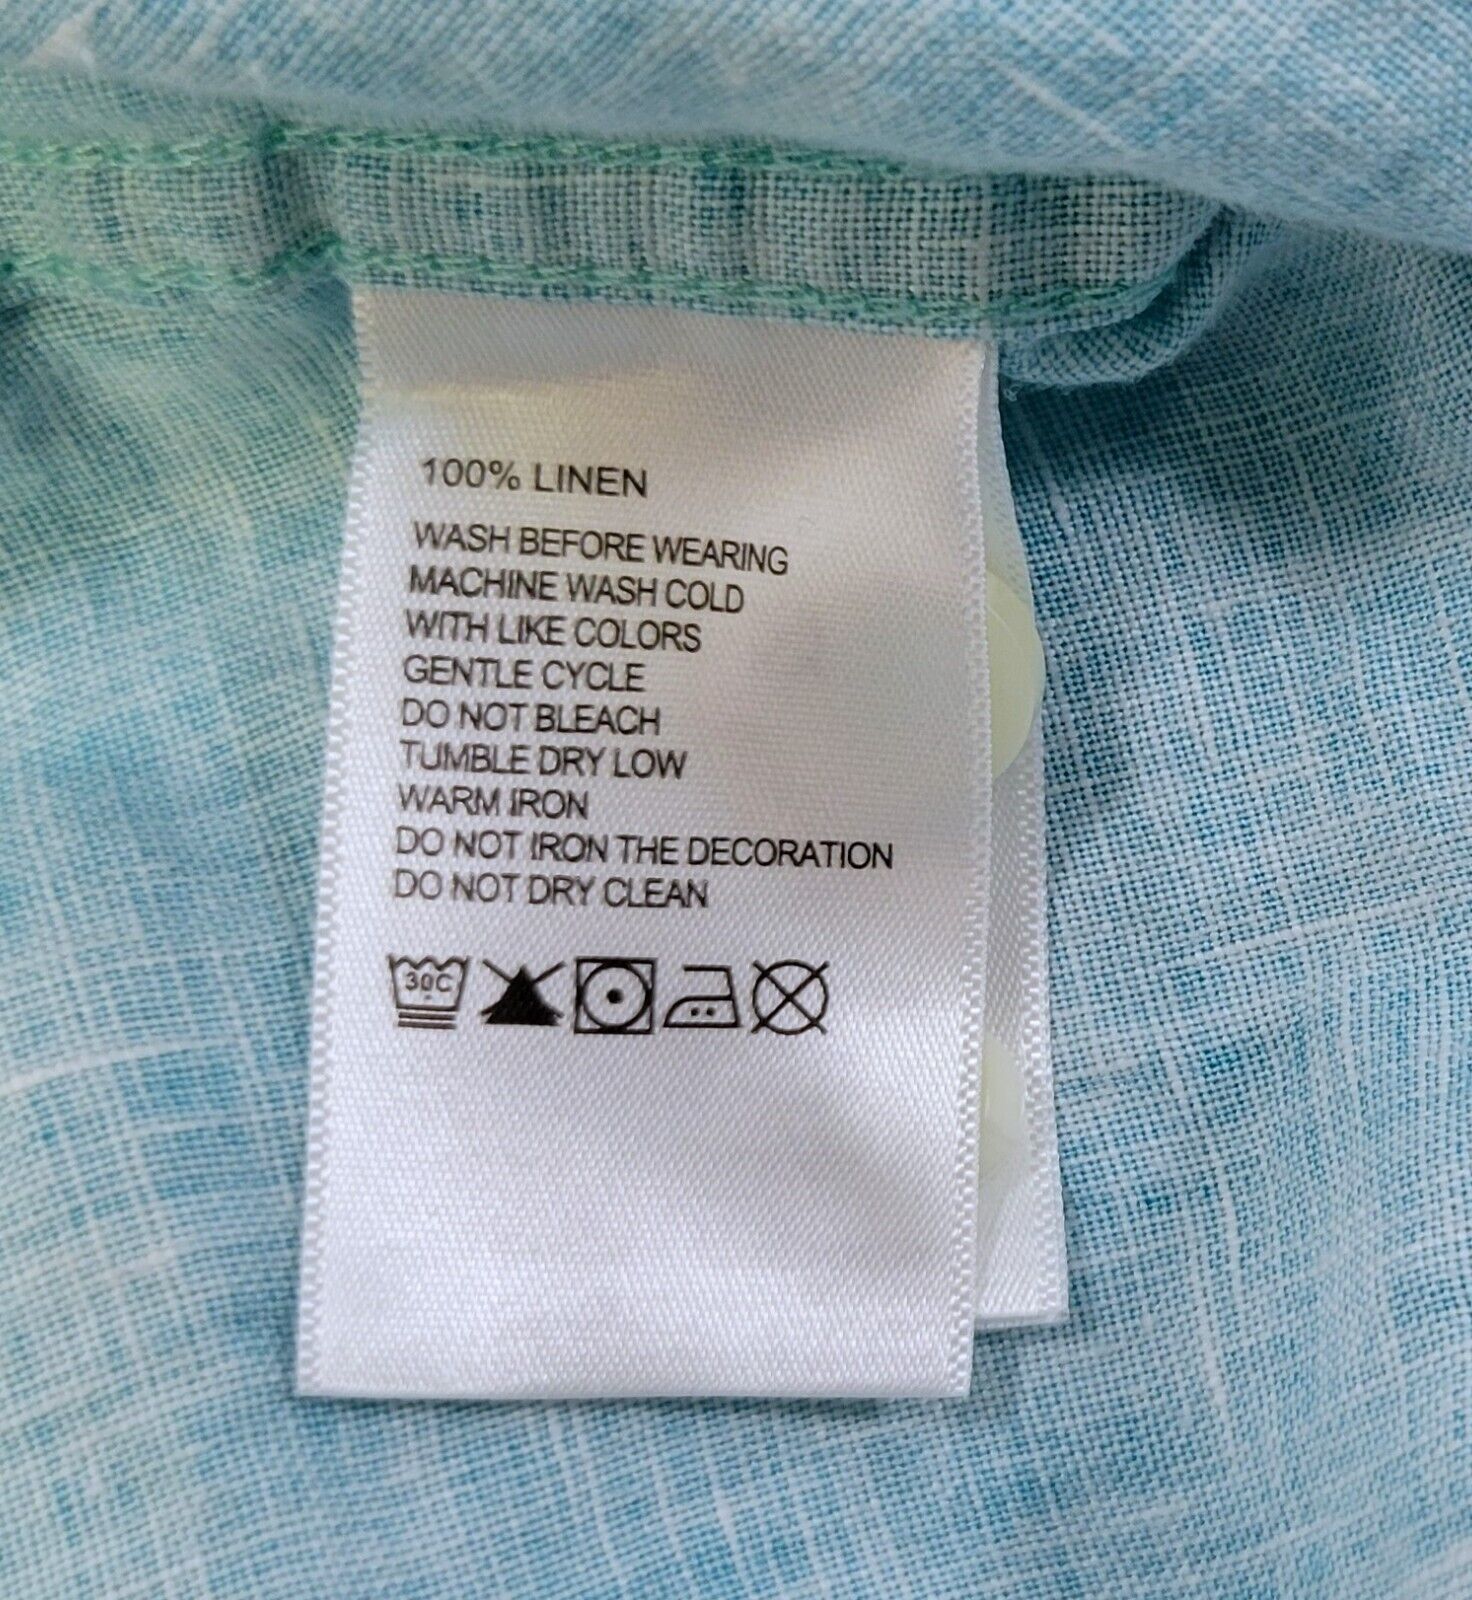 100% LINEN
WASH BEFORE WEARING
MACHINE WASH COLD
WITH LIKE COLORS
GENTLE CYCLE
DO NOT BLEACH
TUMBLE DRY LOW
WARM IRON
DO NOT IRON THE DECORATION
DO NOT DRY CLEAN
30C